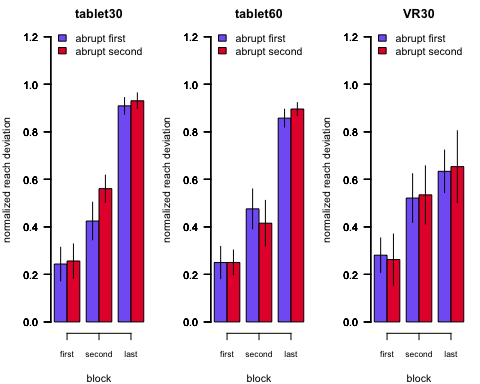 tablet30
abrupt first
abrupt second
normalized reach deviation
1.2
1.0
0.8
0.6
0.4
0.2
0.0
first second last
block
tablet60
abrupt first
abrupt second
normalized reach deviation
1.2
1.0
0.8
0.6
0.4
0.2
0.0
first second last
block
VR30
abrupt first
abrupt second
normalized reach deviation
1.2
1.0
0.8
0.6
0.4
0.2
0.0
first second last
block